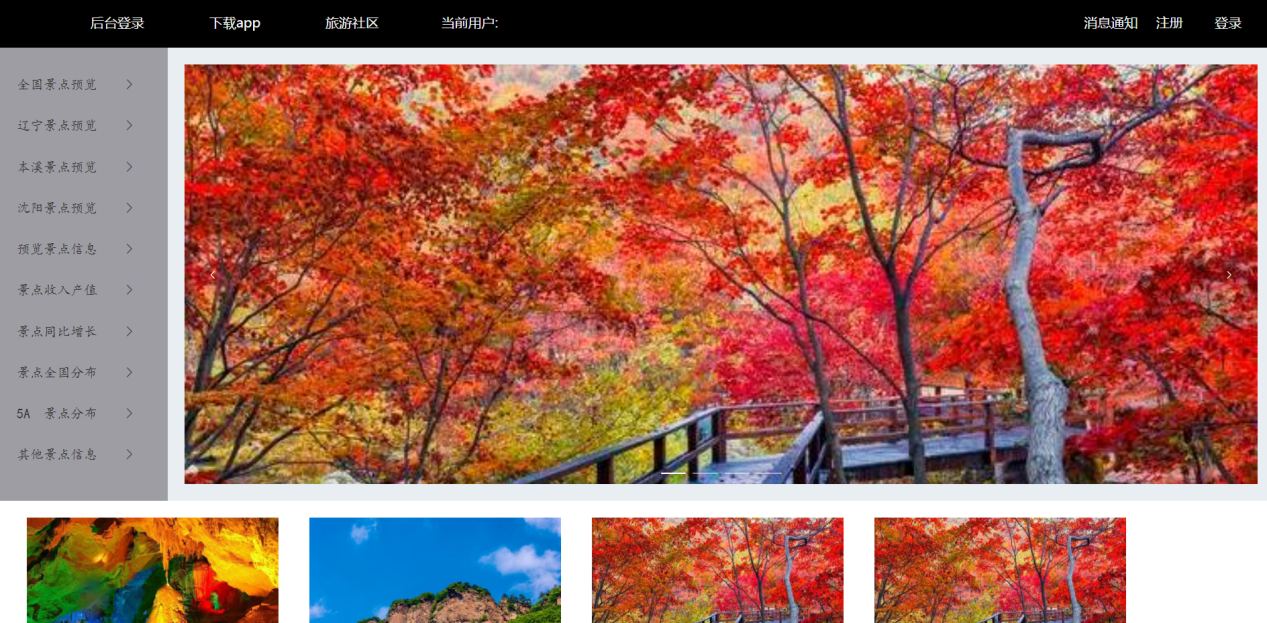 后台登录 下载app 旅游社区 当前用户: 消息通知 注册 登录
全国景点预览
辽宁景点预览
本溪景点预览
沈阳景点预览
预览景点信息
景点收入产值
景点同比增长
景点全国分布
5A 景点分布
其他景点信息